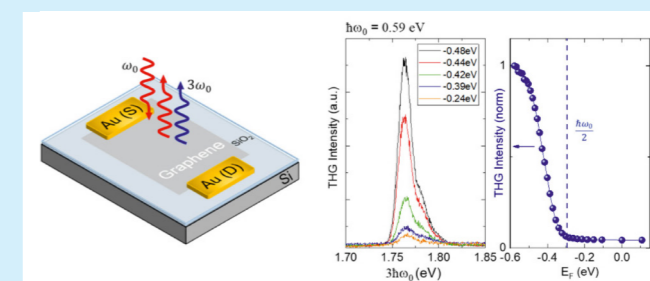 ω₀
3ω₀
Au (S)
Graphene
SiO₂
Au (D)
Si
ħω₀ = 0.59 eV
THG Intensity (a.u.)
-0.48eV
-0.44eV
-0.42eV
-0.39eV
-0.24eV
1.70 1.75 1.80 1.85
3ħω₀ (eV)
THG Intensity (norm)
1
0
ħω₀
2
-0.6 -0.4 -0.2 0.0
E_F (eV)